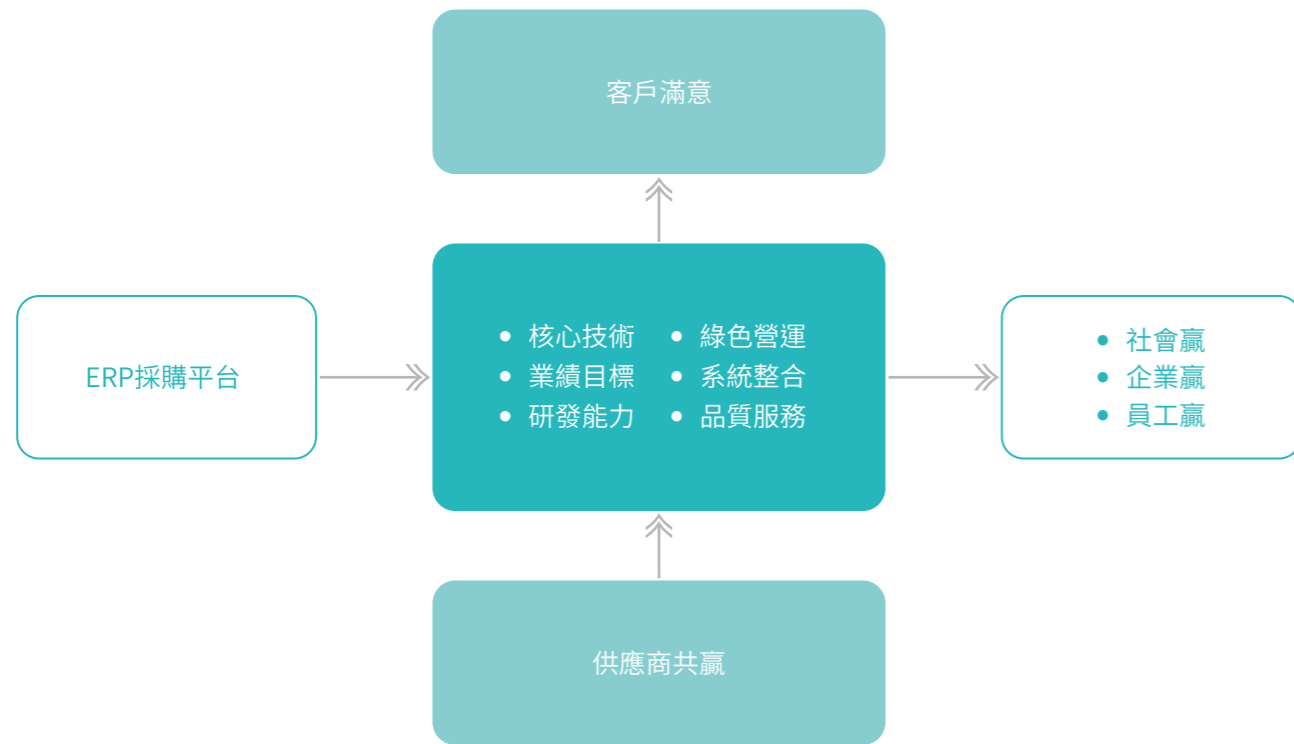 客戶滿意
ERP採購平台
• 核心技術 • 綠色營運
• 業績目標 • 系統整合
• 研發能力 • 品質服務
• 社會贏
• 企業贏
• 員工贏
供應商共贏